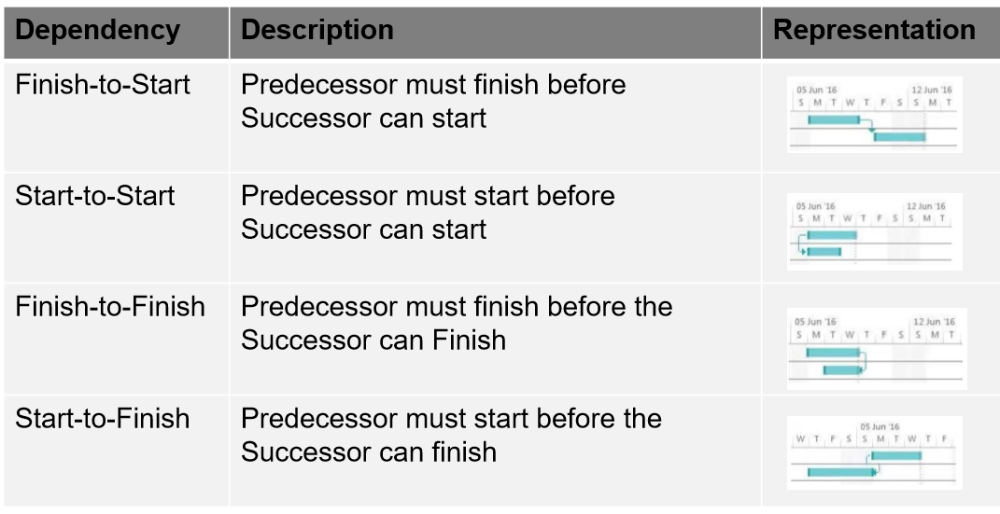 Dependency Description Representation
Finish-to-Start
Predecessor must finish before
Successor can start
05 Jun '16 12 Jun '16
S M T W T F S S M T
Start-to-Start
Predecessor must start before
Successor can start
05 Jun '16 12 Jun '16
S M T W T F S S M T
Finish-to-Finish
Predecessor must finish before the
Successor can Finish
05 Jun '16 12 Jun '16
S M T W T F S S M T
Start-to-Finish
Predecessor must start before the
Successor can finish
05 Jun '16
W T F S S M T W T F